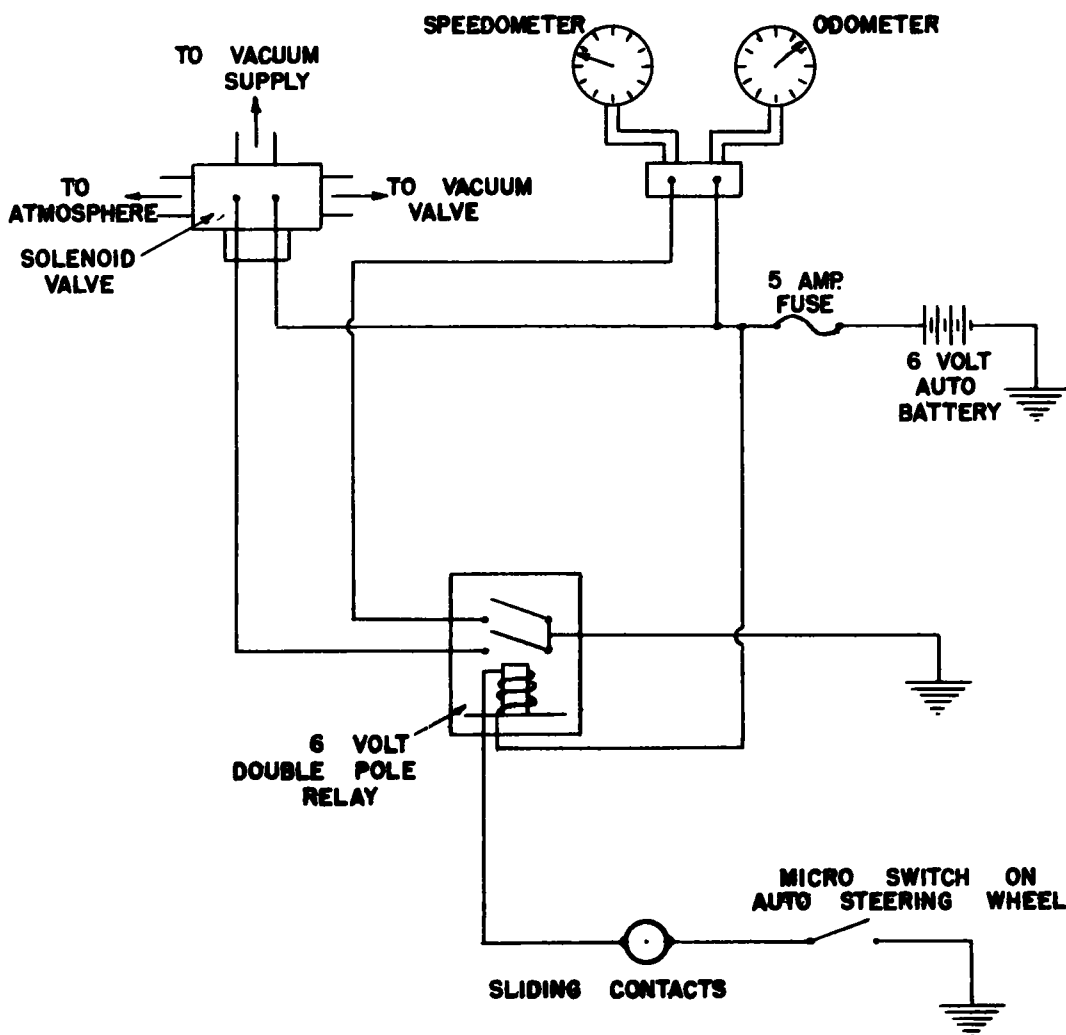 SPEEDOMETER
ODOMETER
TO VACUUM
SUPPLY
TO
ATMOSPHERE
TO VACUUM
VALVE
SOLENOID
VALVE
5 AMP.
FUSE
6 VOLT
AUTO
BATTERY
6 VOLT
DOUBLE POLE
RELAY
MICRO SWITCH ON
AUTO STEERING WHEEL
SLIDING CONTACTS